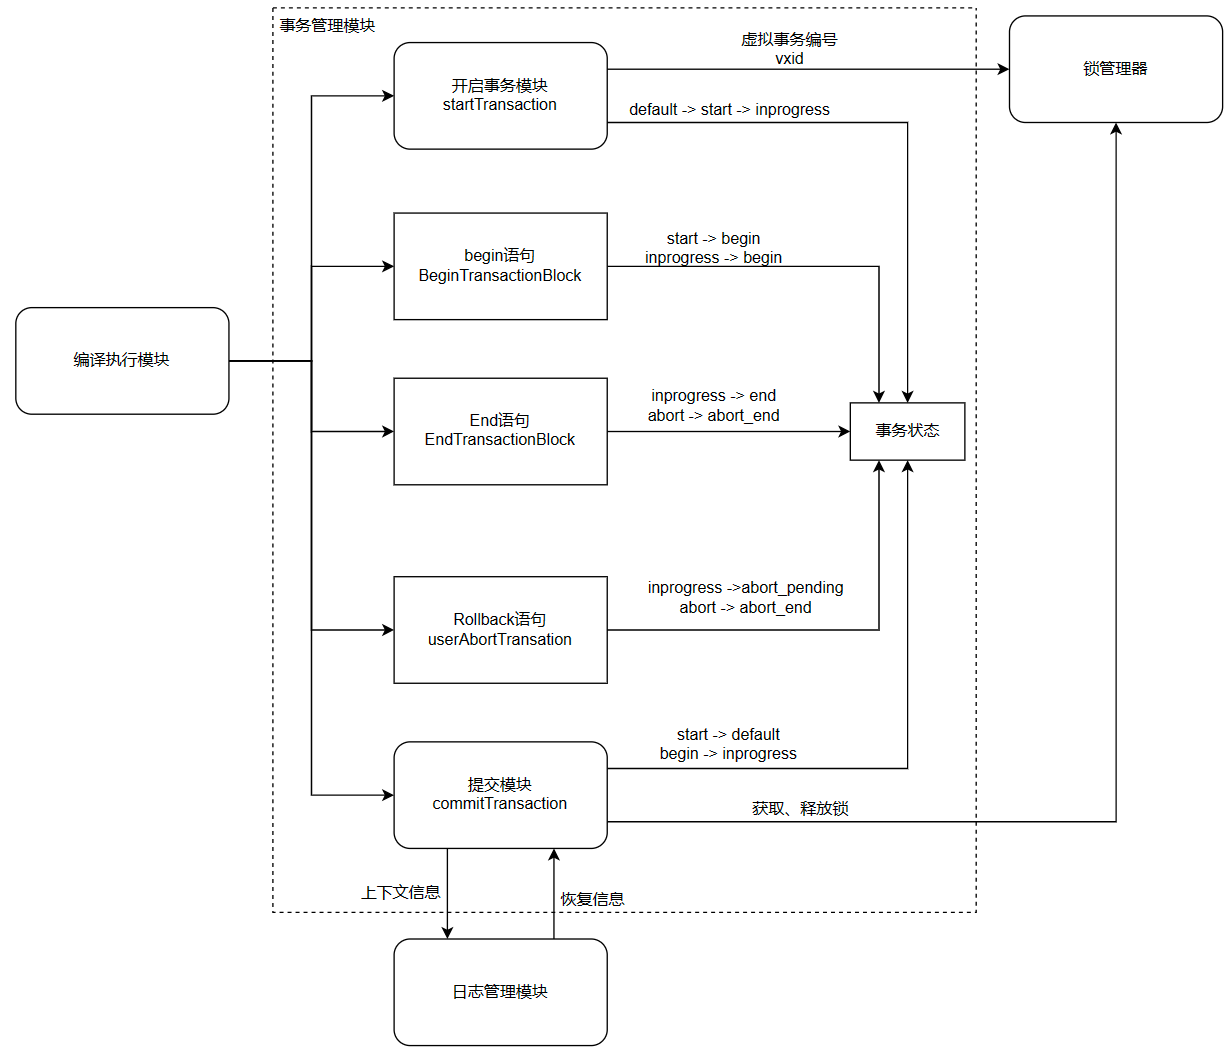 事务管理模块
开启事务模块
startTransaction
虚拟事务编号
vxid
锁管理器
default -> start -> inprogress
begin语句
BeginTransactionBlock
start -> begin
inprogress -> begin
编译执行模块
End语句
EndTransactionBlock
inprogress -> end
abort -> abort_end
事务状态
Rollback语句
userAbortTransation
inprogress ->abort_pending
abort -> abort_end
提交模块
commitTransaction
start -> default
begin -> inprogress
获取、释放锁
上下文信息
恢复信息
日志管理模块